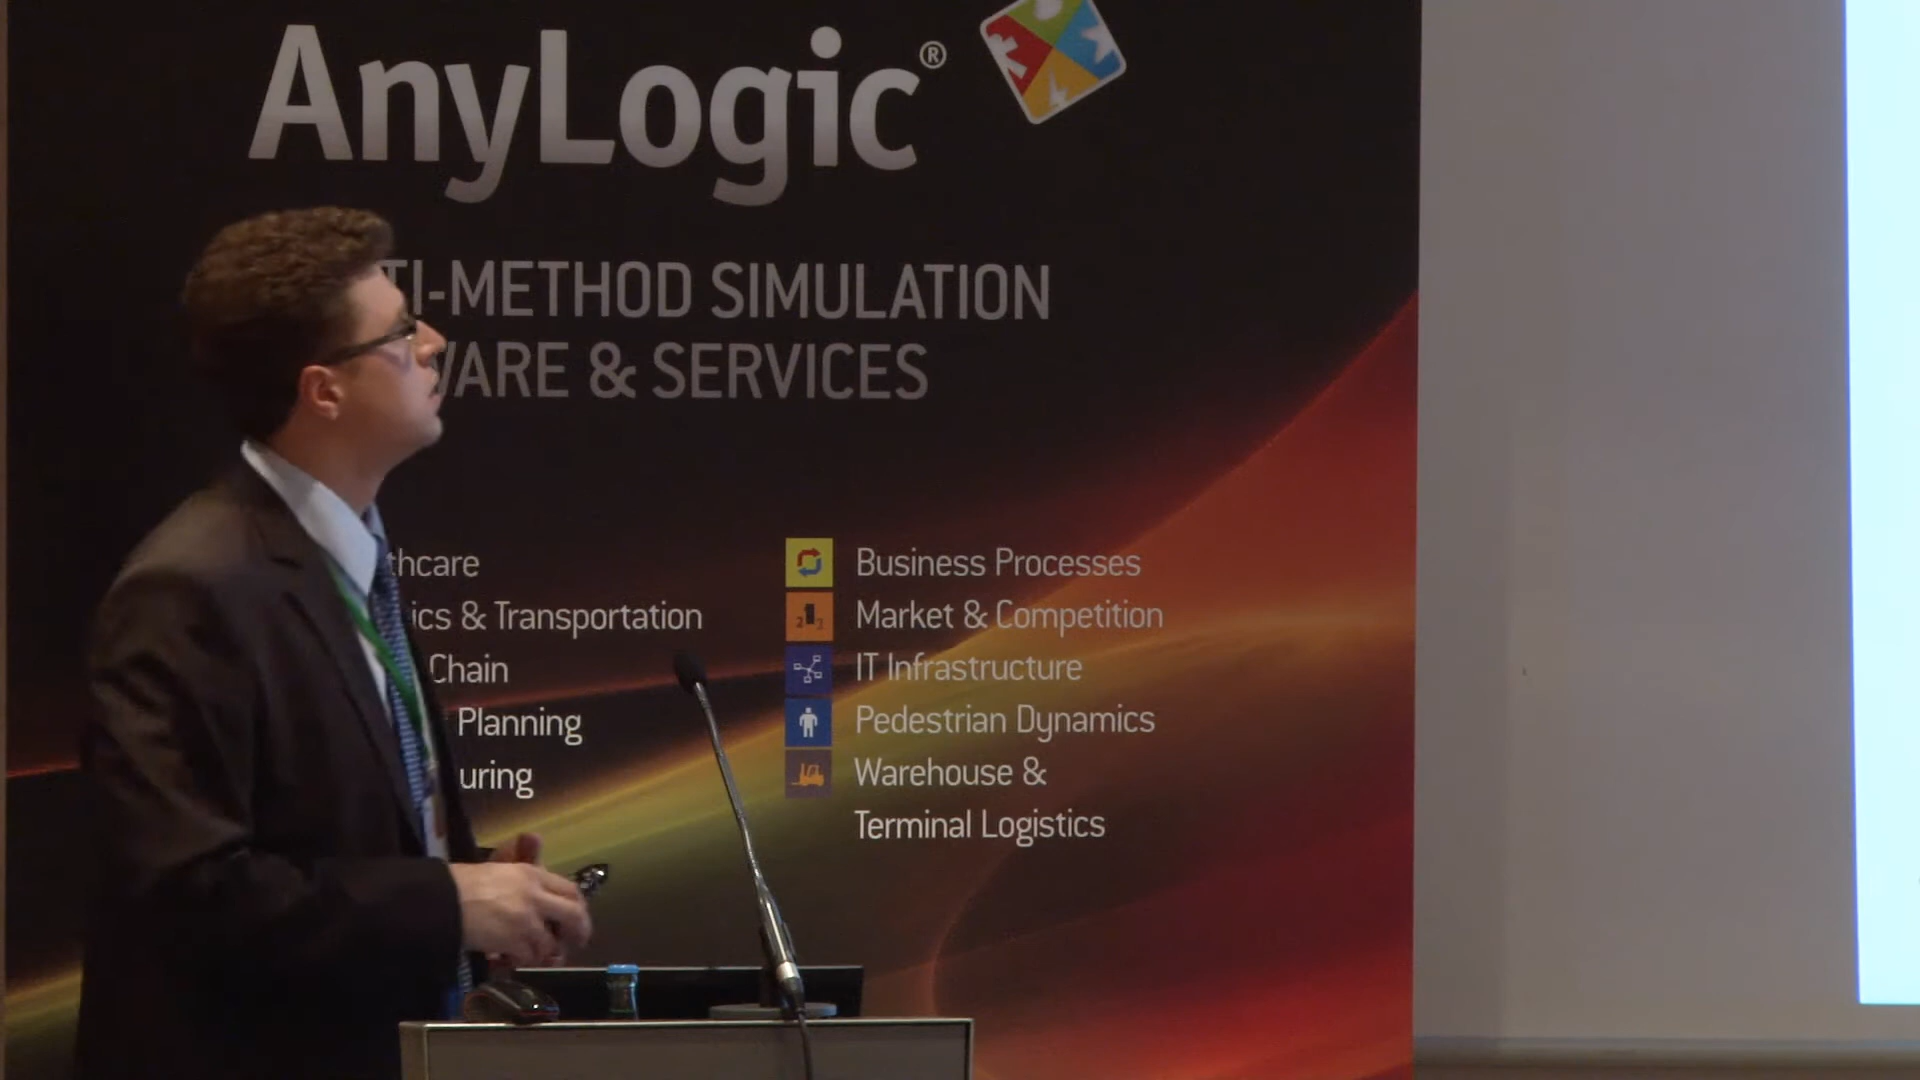 AnyLogic®
TI-METHOD SIMULATION
WARE & SERVICES
thcare
ics & Transportation
Chain
Planning
uring
Business Processes
Market & Competition
IT Infrastructure
Pedestrian Dynamics
Warehouse &
Terminal Logistics